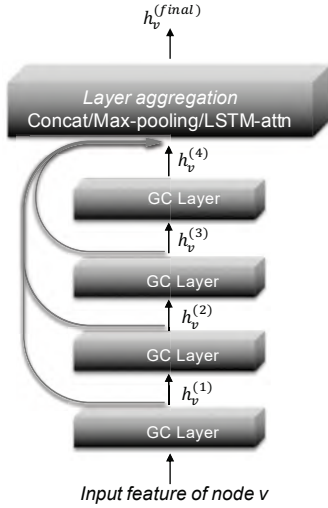 h_v^{(final)}
Layer aggregation
Concat/Max-pooling/LSTM-attn
h_v^{(4)}
GC Layer
h_v^{(3)}
GC Layer
h_v^{(2)}
GC Layer
h_v^{(1)}
GC Layer
Input feature of node v